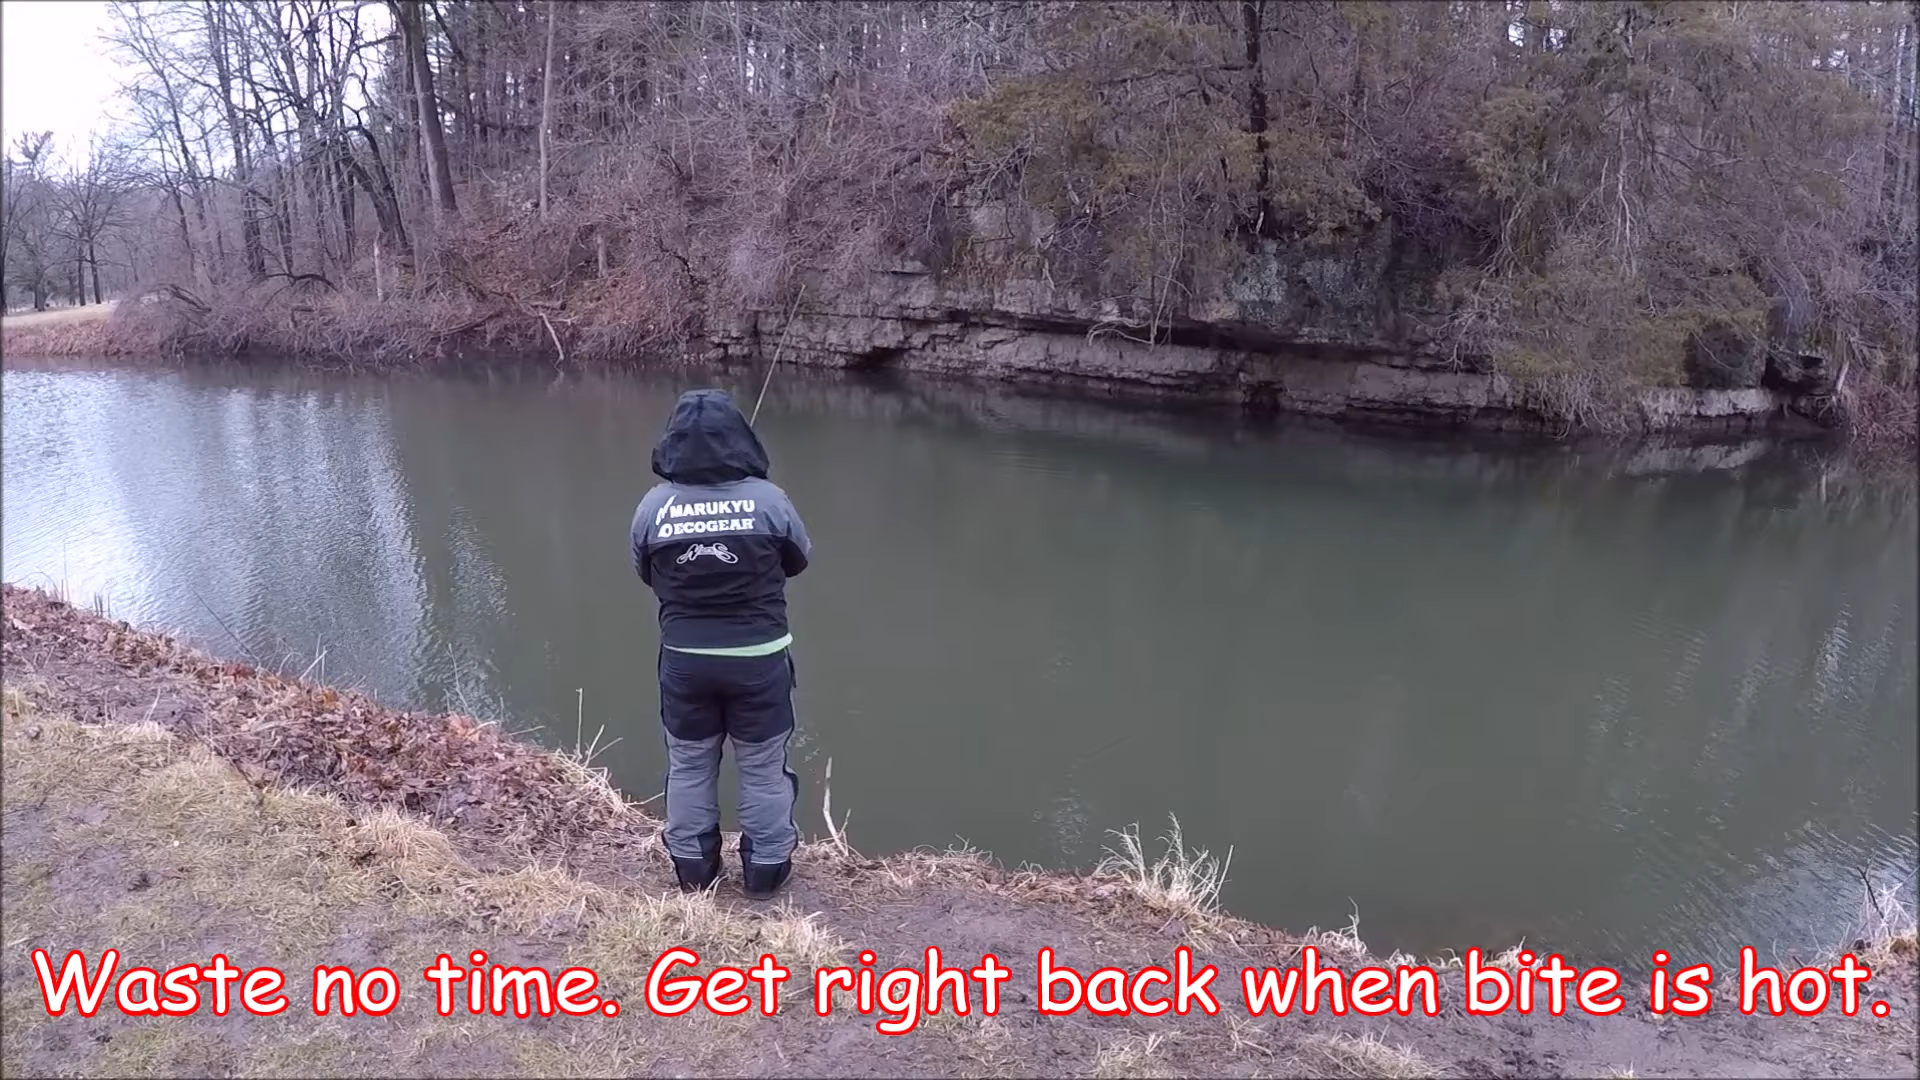 MARUKYU
ECOGEAR
Waste no time. Get right back when bite is hot.